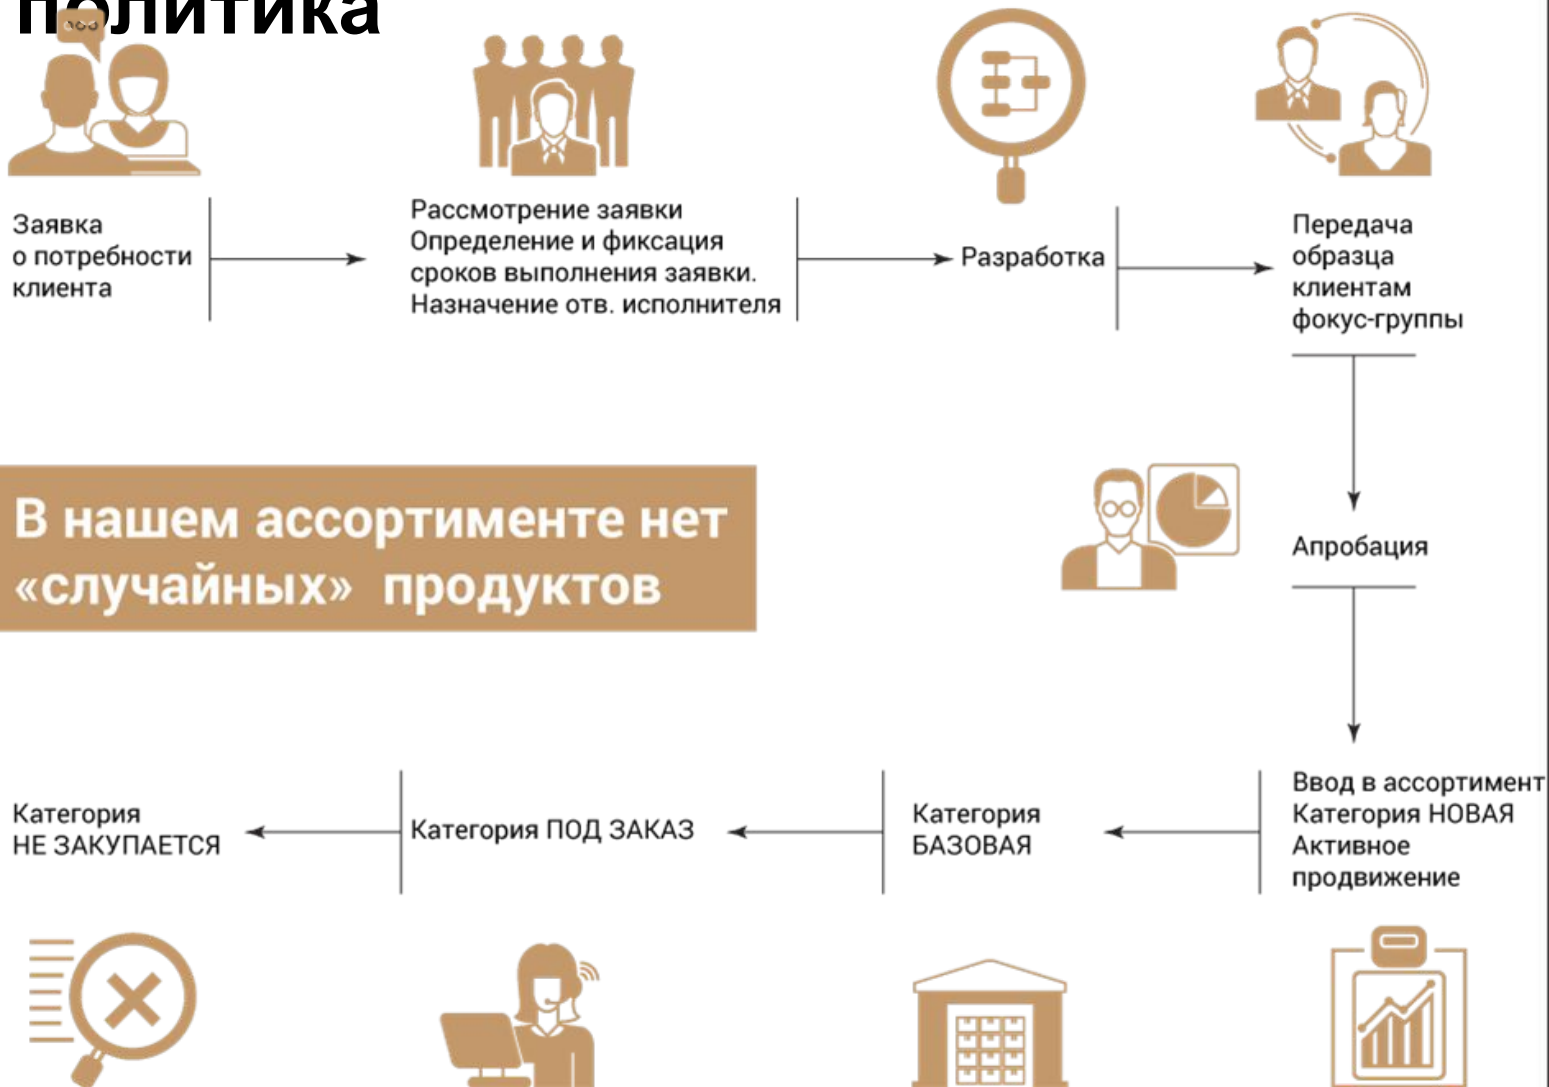 политика
Заявка
о потребности
клиента
Рассмотрение заявки
Определение и фиксация
сроков выполнения заявки.
Назначение отв. исполнителя
Разработка
Передача
образца
клиентам
фокус-группы
В нашем ассортименте нет
«случайных» продуктов
Апробация
Ввод в ассортимент
Категория НОВАЯ
Активное
продвижение
Категория
БАЗОВАЯ
Категория ПОД ЗАКАЗ
Категория
НЕ ЗАКУПАЕТСЯ